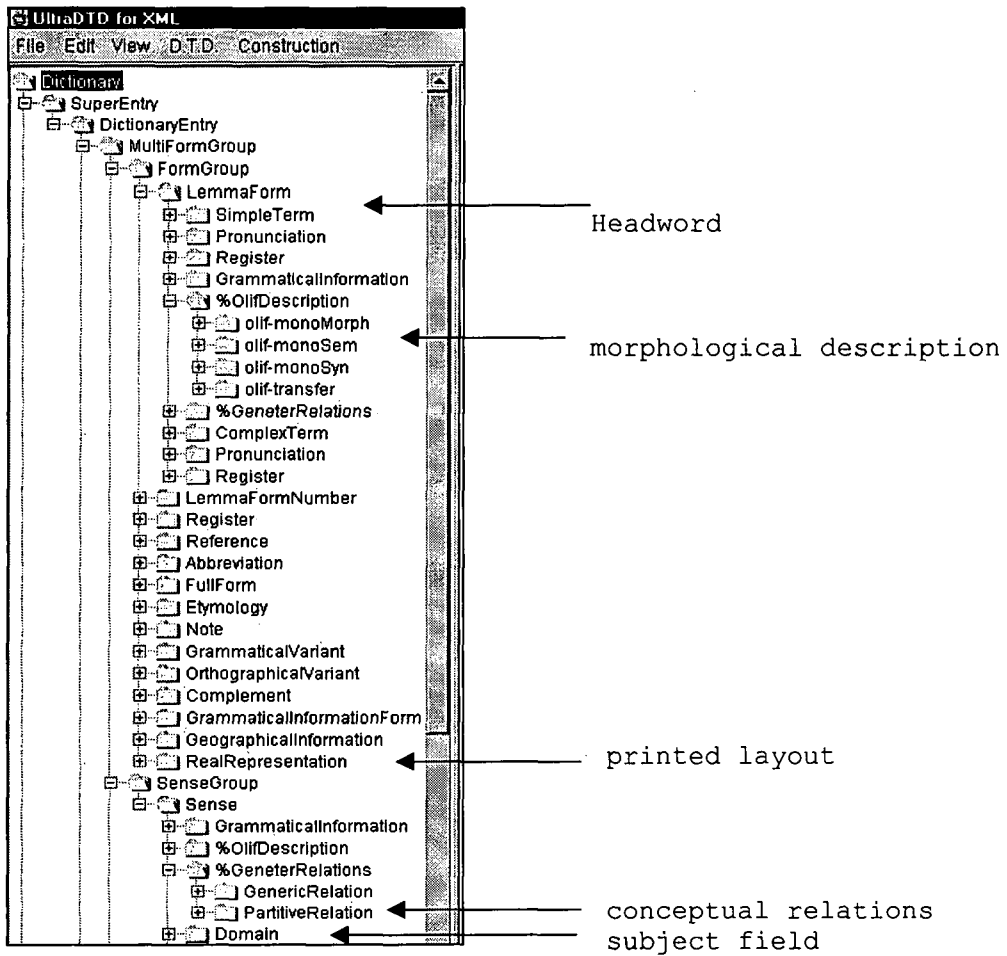 UltraDTD for XML
File Edit View D.T.D. Construction
Dictionary
SuperEntry
DictionaryEntry
MultiFormGroup
FormGroup
LemmaForm
SimpleTerm
Pronunciation
Register
GrammaticalInformation
%OlifDescription
olif-monoMorph
olif-monoSem
olif-monoSyn
olif-transfer
%GeneterRelations
ComplexTerm
Pronunciation
Register
LemmaFormNumber
Register
Reference
Abbreviation
FullForm
Etymology
Note
GrammaticalVariant
OrthographicalVariant
Complement
GrammaticalInformationForm
GeographicalInformation
RealRepresentation
SenseGroup
Sense
GrammaticalInformation
%OlifDescription
%GeneterRelations
GenericRelation
PartitiveRelation
Domain
Headword
morphological description
printed layout
conceptual relations
subject field